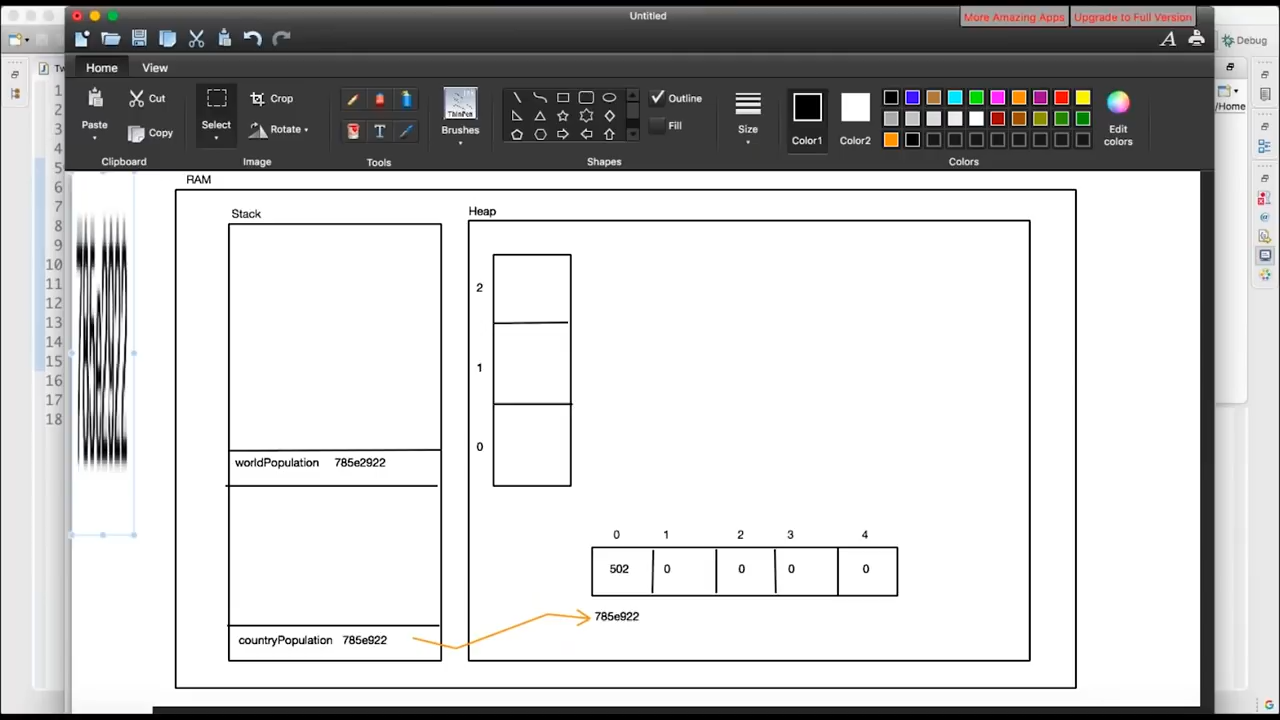 Untitled
More Amazing Apps
Upgrade to Full Version
A
Debug
Home
View
Tw
Paste
Cut
Copy
Clipboard
Select
Crop
Rotate
Image
T
Tools
ThinPen
Brushes
Outline
Fill
Shapes
Size
Color1
Color2
Edit colors
Colors
/Home
1
2
3
4
5
6
7
8
9
10
11
12
13
14
15
16
17
18
RAM
Stack
Heap
2
1
0
worldPopulation 785e2922
0 1 2 3 4
502 0 0 0 0
785e922
countryPopulation 785e922